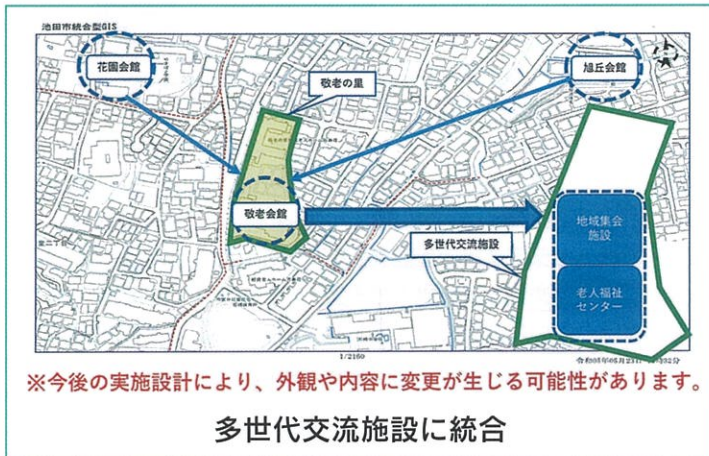 池田市統合型GIS
花園会館
旭丘会館
敬老の里
敬老会館
多世代交流施設
地域集会
施設
老人福祉
センター
1/2160
※今後の実施設計により、外観や内容に変更が生じる可能性があります。
多世代交流施設に統合